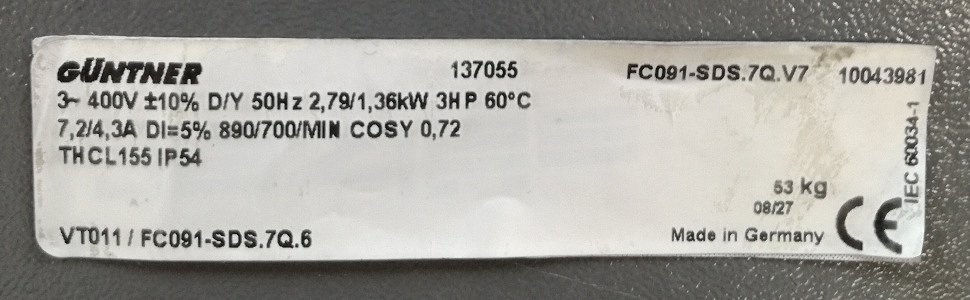 GÜNTNER 137055 FC091-SDS.7Q.V7 10043981
3~ 400V ±10% D/Y 50Hz 2,79/1,36kW 3HP 60°C
7,2/4,3A DI=5% 890/700/MIN COSY 0,72
THCL155 IP54
IEC 60034-1
53 kg
08/27
VT011 / FC091-SDS.7Q.6 Made in Germany CE